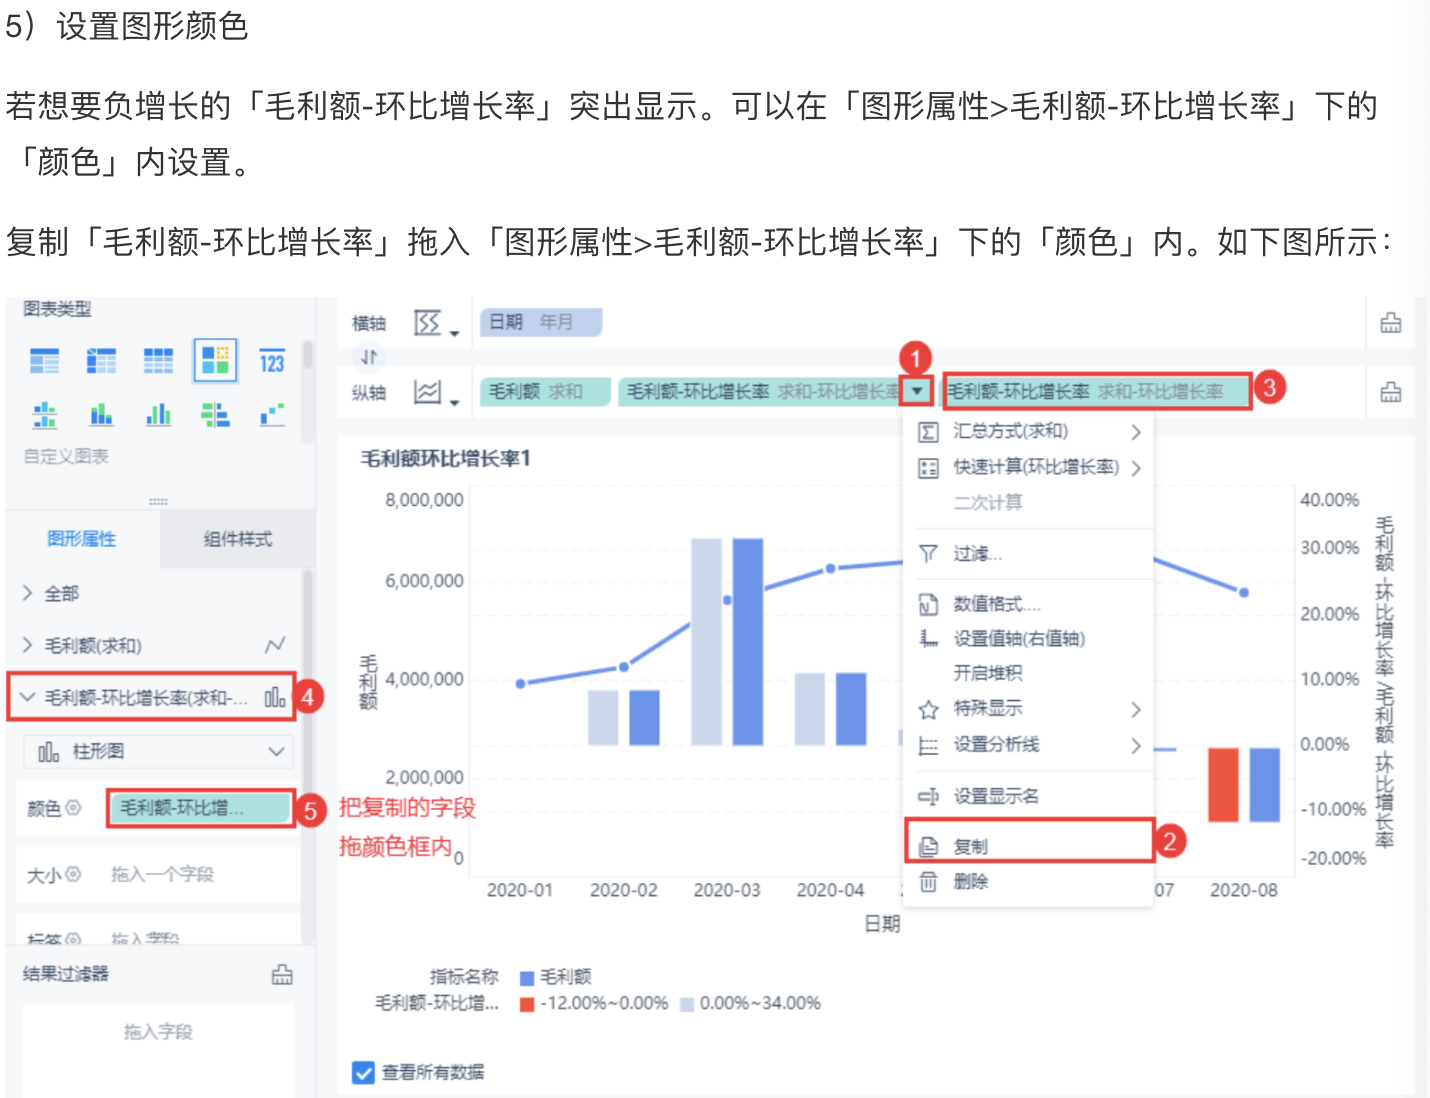 5）设置图形颜色
若想要负增长的「毛利额-环比增长率」突出显示。可以在「图形属性>毛利额-环比增长率」下的
「颜色」内设置。
复制「毛利额-环比增长率」拖入「图形属性>毛利额-环比增长率」下的「颜色」内。如下图所示：
图表类型
123
自定义图表
图形属性 组件样式
全部
毛利额(求和)
毛利额-环比增长率(求和-... 4
柱形图
颜色 毛利额-环比增... 5
大小 拖入一个字段
标签 拖入字段
结果过滤器
拖入字段
横轴 日期 年月
1
纵轴 毛利额 求和 毛利额-环比增长率 求和-环比增长率 毛利额-环比增长率 求和-环比增长率 3
汇总方式(求和)
快速计算(环比增长率)
二次计算
过滤...
数值格式....
设置值轴(右值轴)
开启堆积
特殊显示
设置分析线
设置显示名
复制 2
删除
毛利额环比增长率1
8,000,000
6,000,000
4,000,000
2,000,000
0
毛利额
把复制的字段
拖颜色框内
40.00%
30.00%
20.00%
10.00%
0.00%
-10.00%
-20.00%
毛利额-环比增长率/毛利额-环比增长率
2020-01 2020-02 2020-03 2020-04 07 2020-08
日期
指标名称 毛利额
毛利额-环比增... -12.00%~0.00% 0.00%~34.00%
查看所有数据